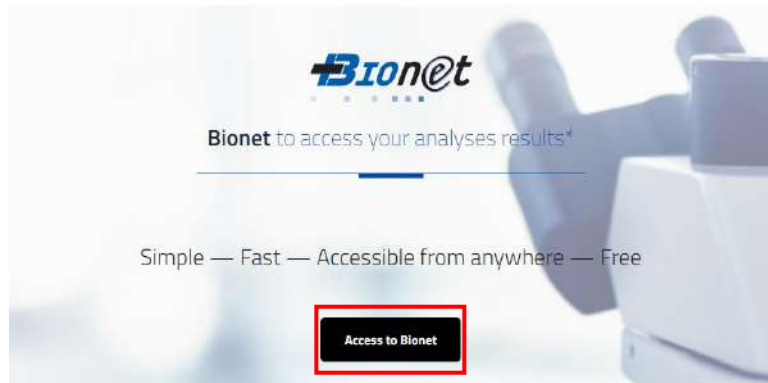 Bionet
Bionet to access your analyses results*
Simple — Fast — Accessible from anywhere — Free
Access to Bionet